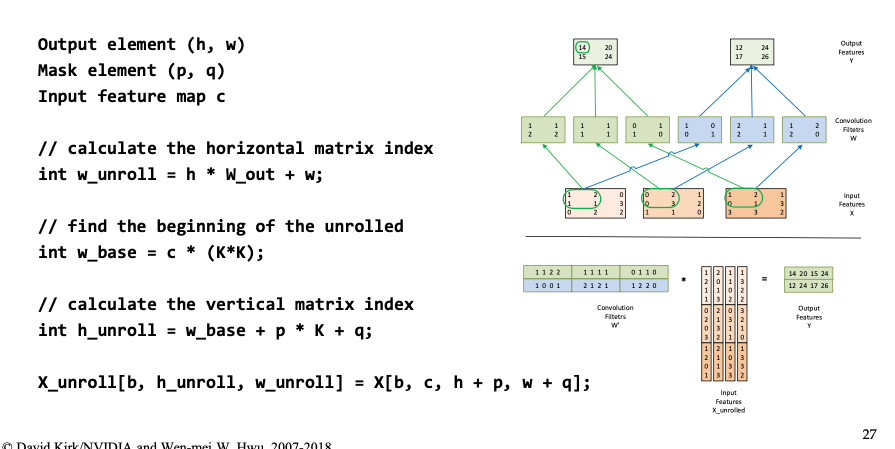 Output element (h, w)
Mask element (p, q)
Input feature map c
// calculate the horizontal matrix index
int w_unroll = h * W_out + w;
// find the beginning of the unrolled
int w_base = c * (K*K);
// calculate the vertical matrix index
int h_unroll = w_base + p * K + q;
X_unroll[b, h_unroll, w_unroll] = X[b, c, h + p, w + q];
14 20 12 24
15 24 17 26
Output
Features
Y
1 1 1 1 0 1 1 0 2 1 1 2
2 2 1 1 1 0 0 1 2 1 2 0
Convolution
Filtetrs
W
1 2 0 0 2 1 1 2 1
1 1 3 0 3 2 0 1 3
0 2 2 1 1 0 3 3 2
Input
Features
X
1 1 2 2 1 1 1 1 0 1 1 0
1 0 0 1 2 1 2 1 1 2 2 0
Convolution
Filtetrs
W'
*
1 2 1 1
2 0 1 3
1 1 0 2
1 3 2 2
0 2 0 3
2 1 3 2
0 3 1 1
3 2 1 0
1 2 0 1
2 1 1 3
0 1 3 3
1 3 3 2
Input
Features
X_unrolled
=
14 20 15 24
12 24 17 26
Output
Features
Y
27
© David Kirk/NVIDIA and Wen-mei W. Hwu, 2007-2018